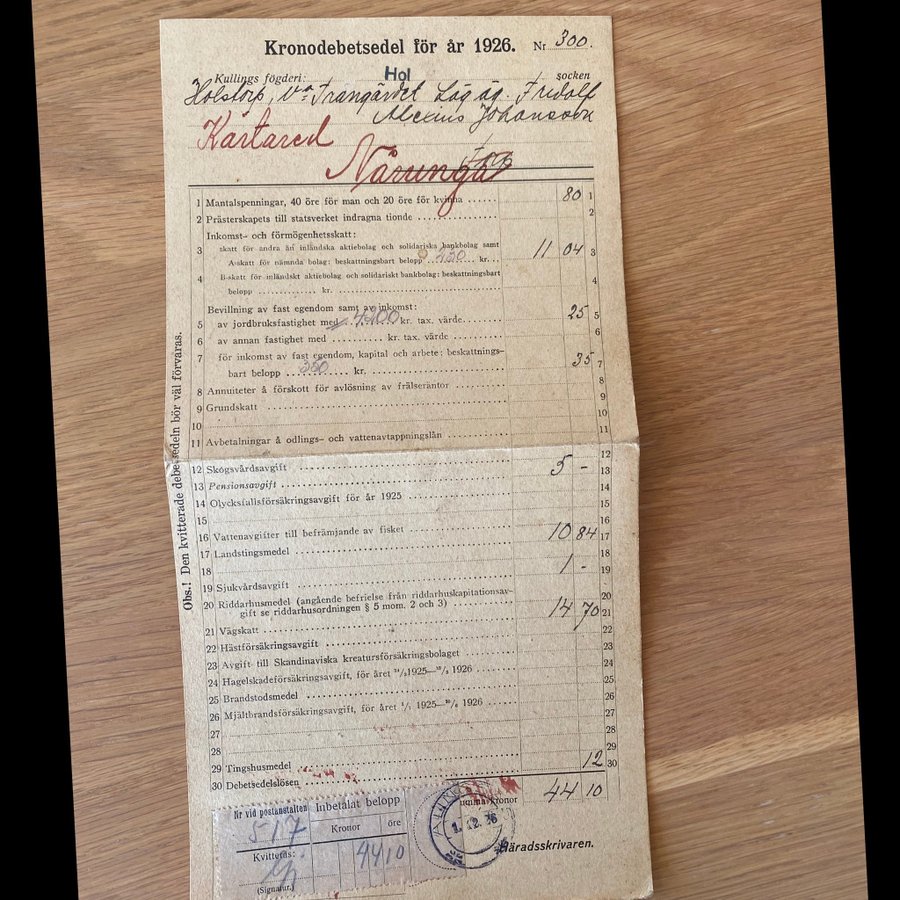 Kronodebetsedel för år 1926. Nr 300.
Kullings fögderi: Hol socken
Holstorp, Fridolf
Alexius Johansson
Kartared
Nårunga
1 Mantalspenningar, 40 öre för man och 20 öre för kvinna ...... 80 1
2 Prästerskapets till statsverket indragna tionde ............ 2
Inkomst- och förmögenhetsskatt:
3 skatt för andra än inländska aktiebolag och solidariska bankbolag samt
A-skatt för nämnda bolag: beskattningsbart belopp kr. 11 04 3
4 B-skatt för inländskt aktiebolag och solidariskt bankbolag: beskattningsbart
belopp ............ kr. 4
Bevillning av fast egendom samt av inkomst:
5 av jordbruksfastighet med 4200 kr. tax. värde 25 5
6 av annan fastighet med .......... kr. tax. värde 6
7 för inkomst av fast egendom, kapital och arbete: beskattnings-
bart belopp 350 kr. 35 7
8 Annuiteter å förskott för avlösning av frälseräntor 8
9 Grundskatt 9
10 10
11 Avbetalningar å odlings- och vattenavtappningslån 11
12 Skogsvårdsavgift 12
13 Pensionsavgift 5 - 13
14 Olycksfallsförsäkringsavgift för år 1925 14
15 15
16 Vattenavgifter till befrämjande av fisket 16
17 Landstingsmedel 10 84 17
18 18
19 Sjukvårdsavgift 1 - 19
20 Riddarhusmedel (angående befrielse från riddarhuskapitationsav-
gift se riddarhusordningen § 5 mom. 2 och 3) 20
21 Vägskatt 14 70 21
22 Hästförsäkringsavgift 22
23 Avgift till Skandinaviska kreatursförsäkringsbolaget 23
24 Hagelskadeförsäkringsavgift, för året 1925— 1926 24
25 Brandstodsmedel 25
26 Mjältbrandsförsäkringsavgift, för året 1925— 1926 26
27 27
28 28
29 Tingshusmedel 29
30 Debetsedelslösen 12 30
Summa kronor 44 10
Häradsskrivaren.
Obs.! Den kvitterade debetsedeln bör väl förvaras.
Nr vid postanstalten Inbetalat belopp
517 Kronor öre
Kvitteras: 44 10
(Signatur.)
1.12.26